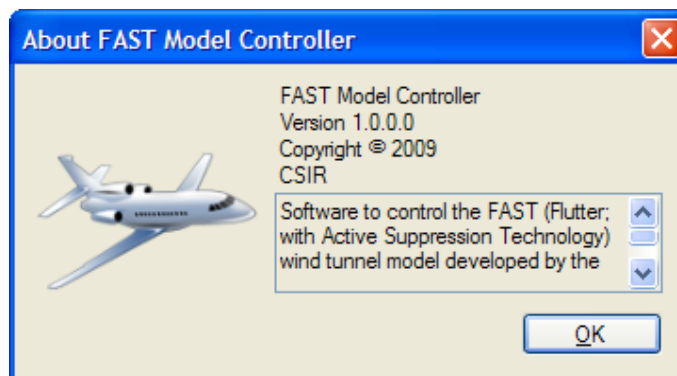 About FAST Model Controller
FAST Model Controller
Version 1.0.0.0
Copyright © 2009
CSIR
Software to control the FAST (Flutter;
with Active Suppression Technology)
wind tunnel model developed by the
OK